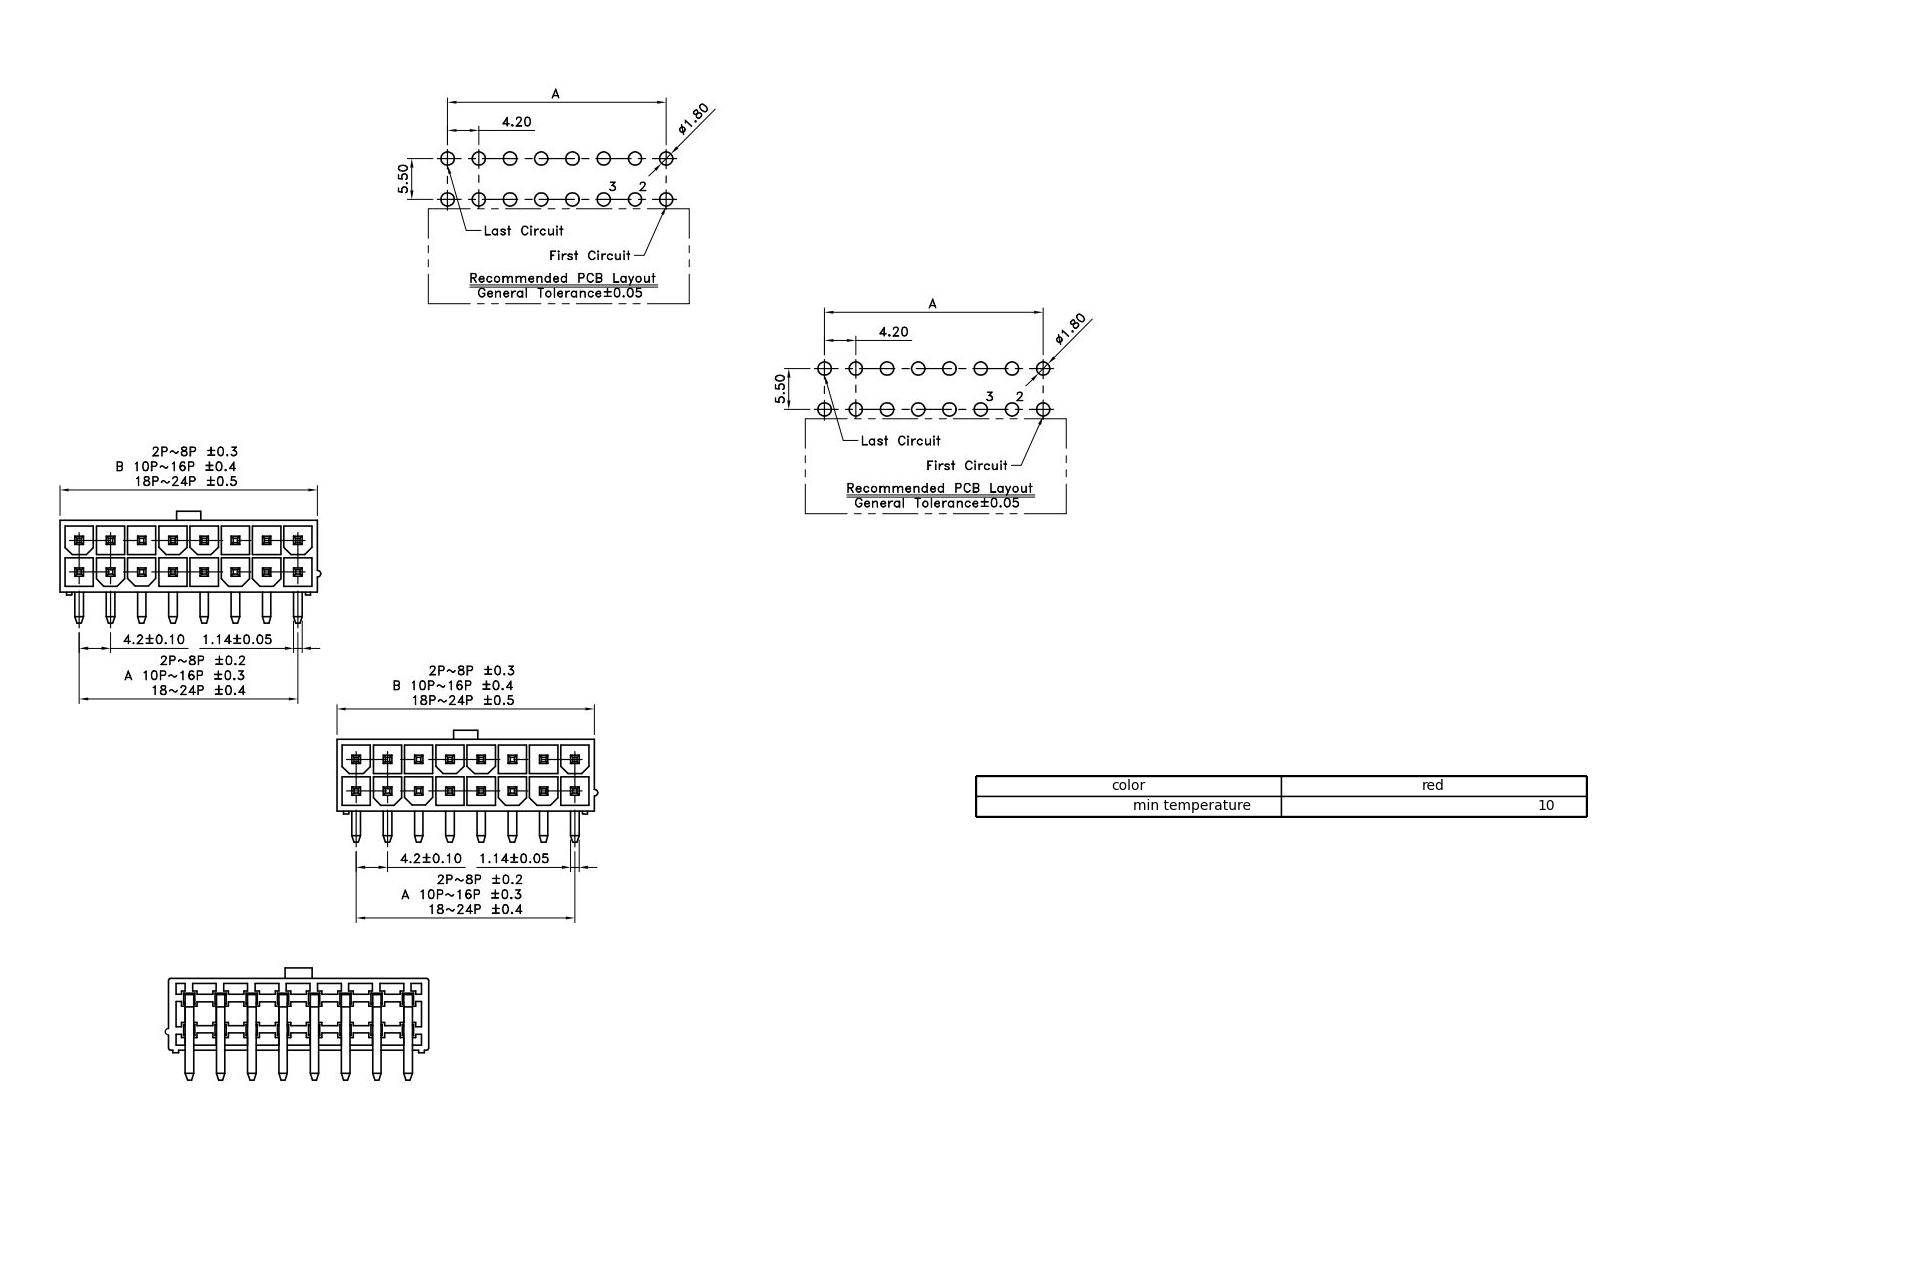 A
4.20
ø1.80
5.50
3 2
Last Circuit
First Circuit
Recommended PCB Layout
General Tolerance±0.05
A
4.20
ø1.80
5.50
3 2
Last Circuit
First Circuit
Recommended PCB Layout
General Tolerance±0.05
2P~8P ±0.3
B 10P~16P ±0.4
18P~24P ±0.5
4.2±0.10 1.14±0.05
2P~8P ±0.2
A 10P~16P ±0.3
18~24P ±0.4
2P~8P ±0.3
B 10P~16P ±0.4
18P~24P ±0.5
4.2±0.10 1.14±0.05
2P~8P ±0.2
A 10P~16P ±0.3
18~24P ±0.4
color red
min temperature 10